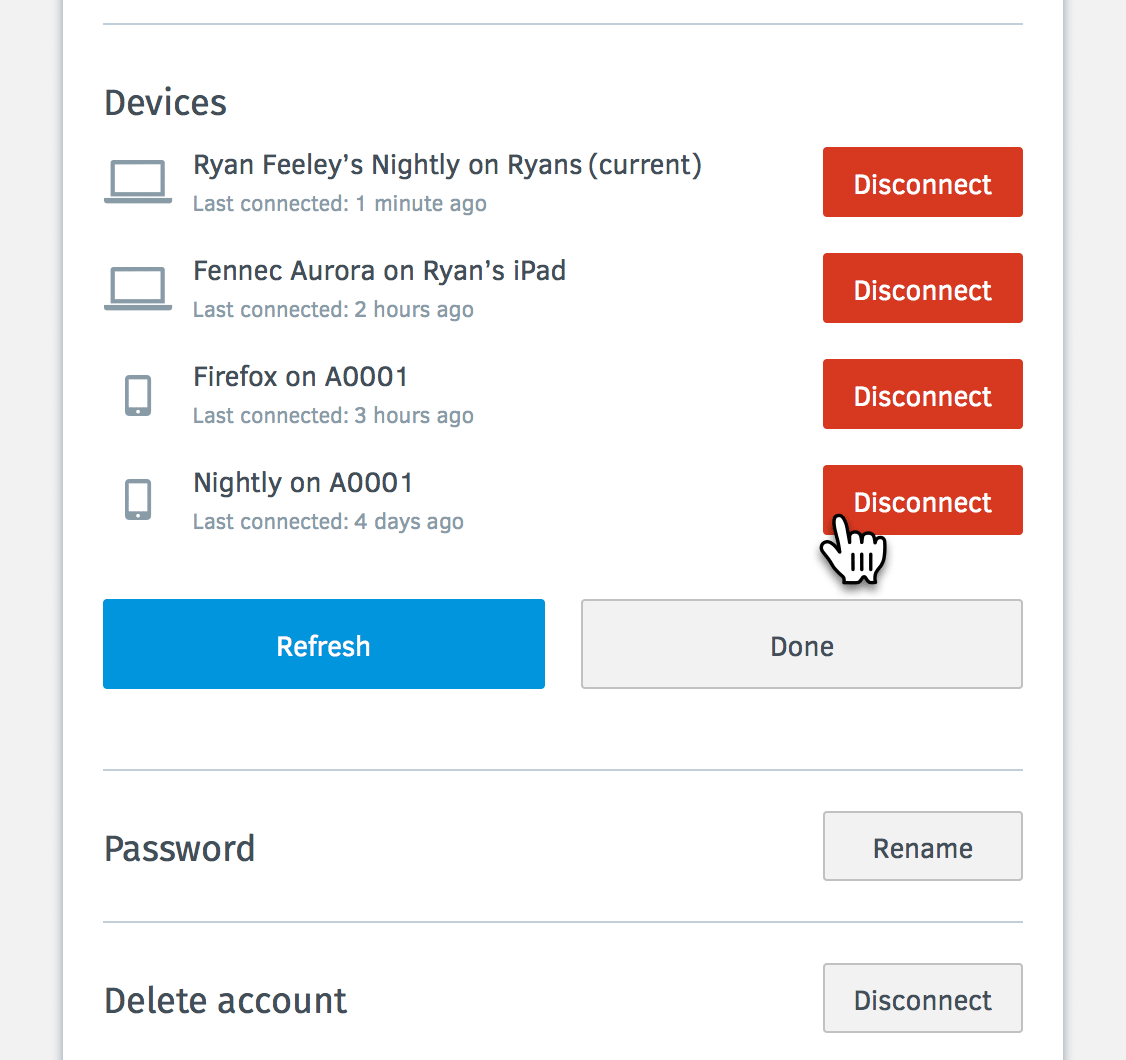 Devices
Ryan Feeley’s Nightly on Ryans (current)
Last connected: 1 minute ago
Disconnect
Fennec Aurora on Ryan’s iPad
Last connected: 2 hours ago
Disconnect
Firefox on A0001
Last connected: 3 hours ago
Disconnect
Nightly on A0001
Last connected: 4 days ago
Disconnect
Refresh
Done
Password
Rename
Delete account
Disconnect